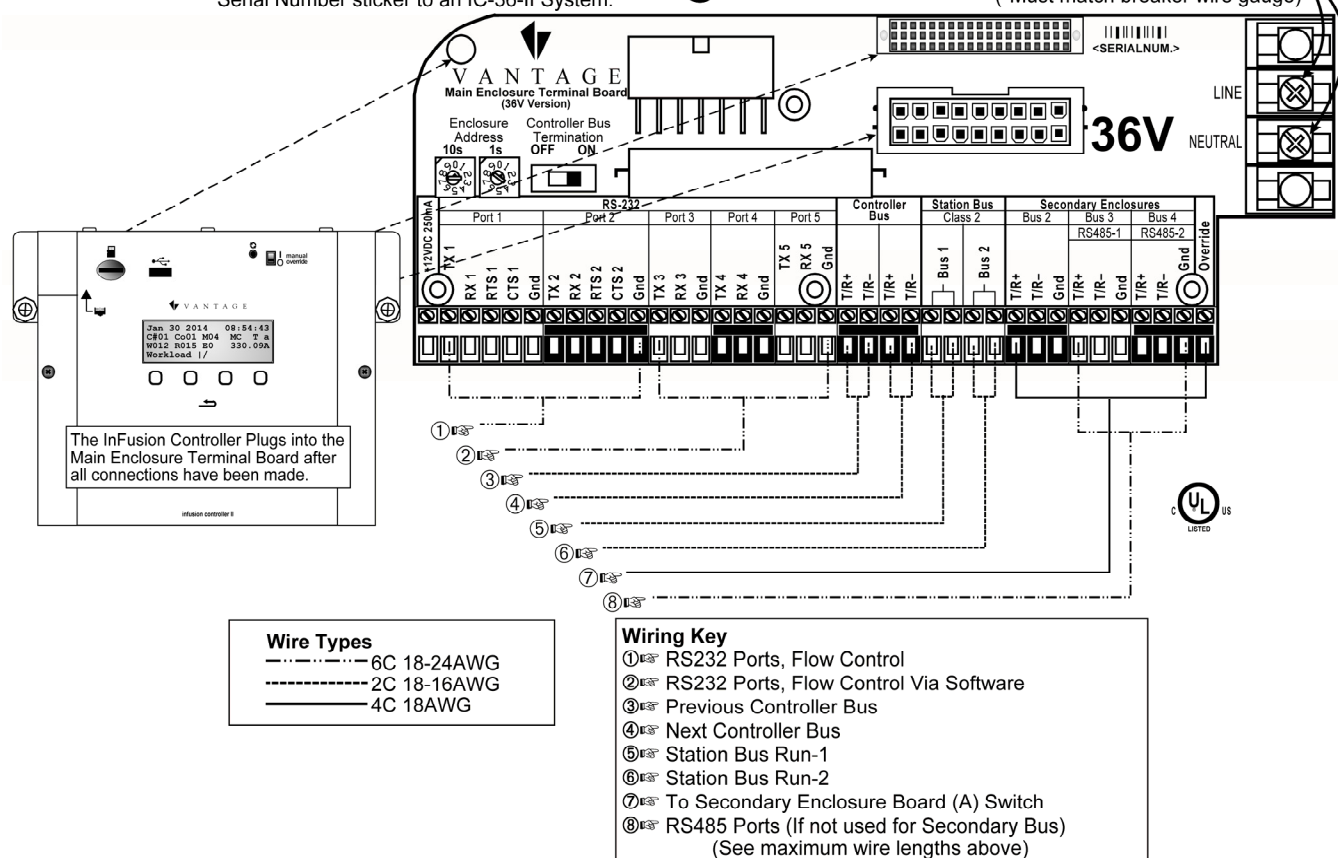 Serial Number sticker to an IC-36-II System.
(*Must match breaker wire gauge)
<SERIALNUM.>
VANTAGE
Main Enclosure Terminal Board
(36V Version)
Enclosure Address
10s 1s
Controller Bus Termination
OFF ON
36V
LINE
NEUTRAL
+12VDC 250mA
RS-232
Port 1 Port 2 Port 3 Port 4 Port 5
Controller Bus
Station Bus
Class 2
Secondary Enclosures
Bus 2 Bus 3 Bus 4
RS485-1 RS485-2
TX 1 RX 1 RTS 1 CTS 1 Gnd
TX 2 RX 2 RTS 2 CTS 2 Gnd
TX 3 RX 3 Gnd
TX 4 RX 4 Gnd
TX 5 RX 5 Gnd
T/R+ T/R– T/R+ T/R–
Bus 1 Bus 2
T/R+ T/R– Gnd
T/R+ T/R– Gnd
T/R+ T/R– Gnd
Override
manual override
VANTAGE
Jan 30 2014 08:54:43
C#01 Co01 M04 MC T a
W012 R015 E0 330.09A
Workload |/
The InFusion Controller Plugs into the
Main Enclosure Terminal Board after
all connections have been made.
infusion controller II
①
②
③
④
⑤
⑥
⑦
⑧
C UL US
LISTED
Wire Types
6C 18-24AWG
2C 18-16AWG
4C 18AWG
Wiring Key
① RS232 Ports, Flow Control
② RS232 Ports, Flow Control Via Software
③ Previous Controller Bus
④ Next Controller Bus
⑤ Station Bus Run-1
⑥ Station Bus Run-2
⑦ To Secondary Enclosure Board (A) Switch
⑧ RS485 Ports (If not used for Secondary Bus)
(See maximum wire lengths above)